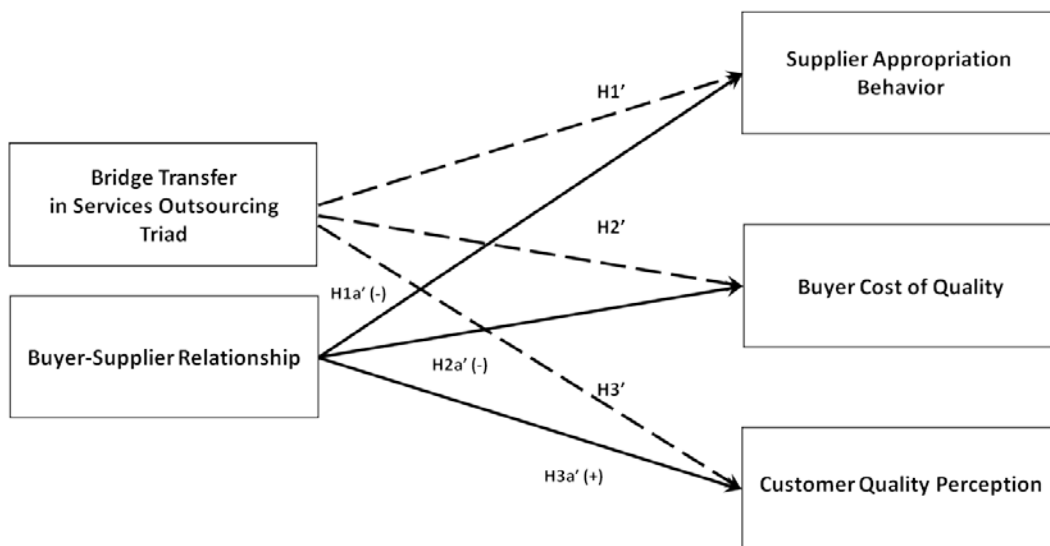 Supplier Appropriation
Behavior
H1’
Bridge Transfer
in Services Outsourcing
Triad
H2’
Buyer Cost of Quality
H1a’ (-)
Buyer-Supplier Relationship
H2a’ (-)
H3’
H3a’ (+)
Customer Quality Perception